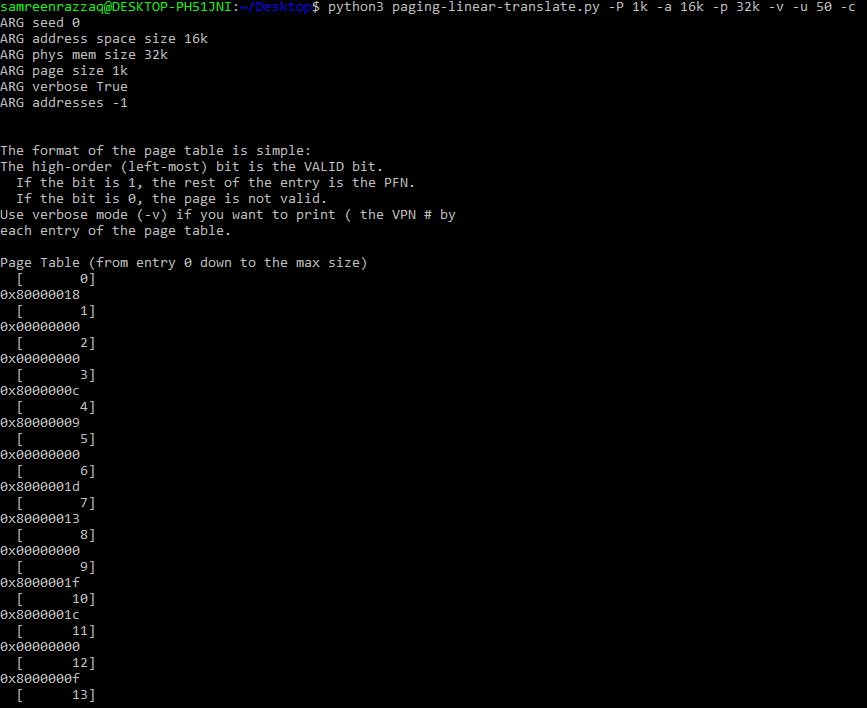 samreenrazzaq@DESKTOP-PH51JNI:~/Desktop$ python3 paging-linear-translate.py -P 1k -a 16k -p 32k -v -u 50 -c
ARG seed 0
ARG address space size 16k
ARG phys mem size 32k
ARG page size 1k
ARG verbose True
ARG addresses -1

The format of the page table is simple:
The high-order (left-most) bit is the VALID bit.
  If the bit is 1, the rest of the entry is the PFN.
  If the bit is 0, the page is not valid.
Use verbose mode (-v) if you want to print ( the VPN # by
each entry of the page table.

Page Table (from entry 0 down to the max size)
  [       0]
0x80000018
  [       1]
0x00000000
  [       2]
0x00000000
  [       3]
0x8000000c
  [       4]
0x80000009
  [       5]
0x00000000
  [       6]
0x8000001d
  [       7]
0x80000013
  [       8]
0x00000000
  [       9]
0x8000001f
  [      10]
0x8000001c
  [      11]
0x00000000
  [      12]
0x8000000f
  [      13]